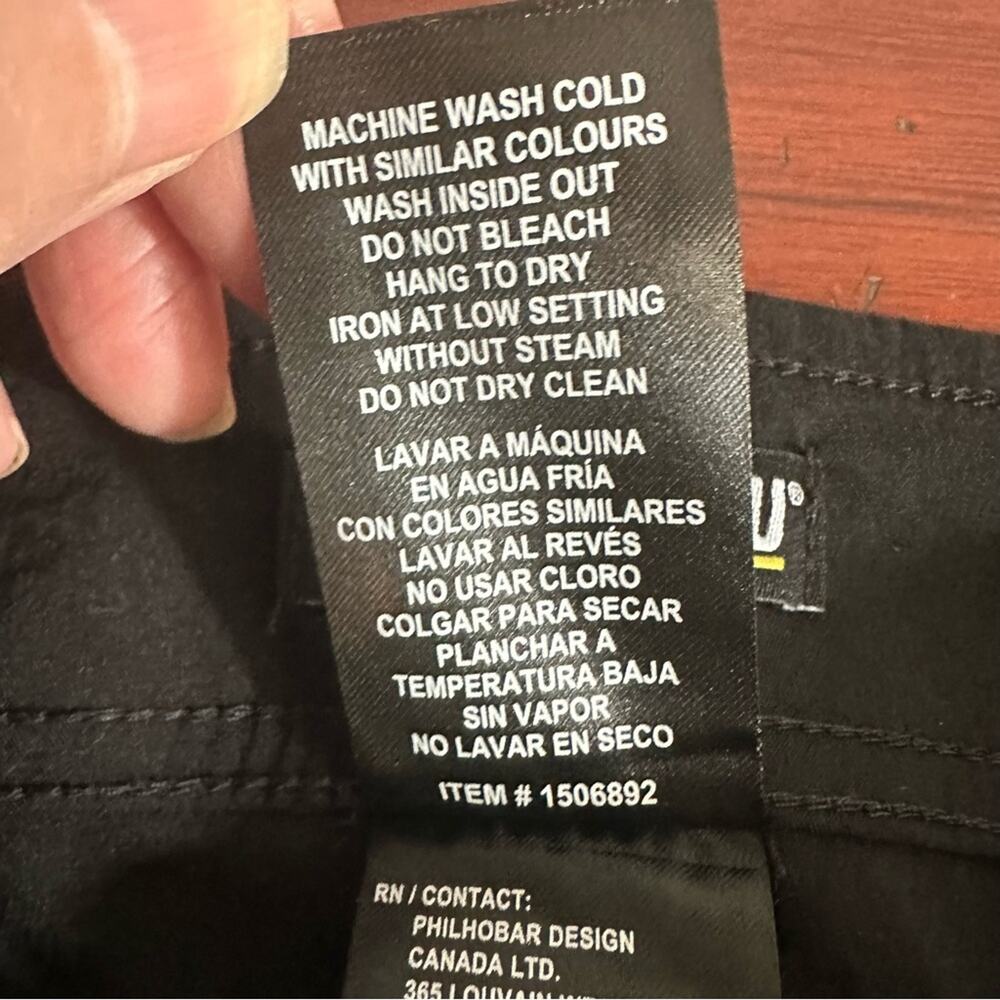 MACHINE WASH COLD
WITH SIMILAR COLOURS
WASH INSIDE OUT
DO NOT BLEACH
HANG TO DRY
IRON AT LOW SETTING
WITHOUT STEAM
DO NOT DRY CLEAN
LAVAR A MÁQUINA
EN AGUA FRÍA
CON COLORES SIMILARES
LAVAR AL REVÉS
NO USAR CLORO
COLGAR PARA SECAR
PLANCHAR A
TEMPERATURA BAJA
SIN VAPOR
NO LAVAR EN SECO
ITEM # 1506892
U®
RN / CONTACT:
PHILHOBAR DESIGN
CANADA LTD.
365 LOUVAIN